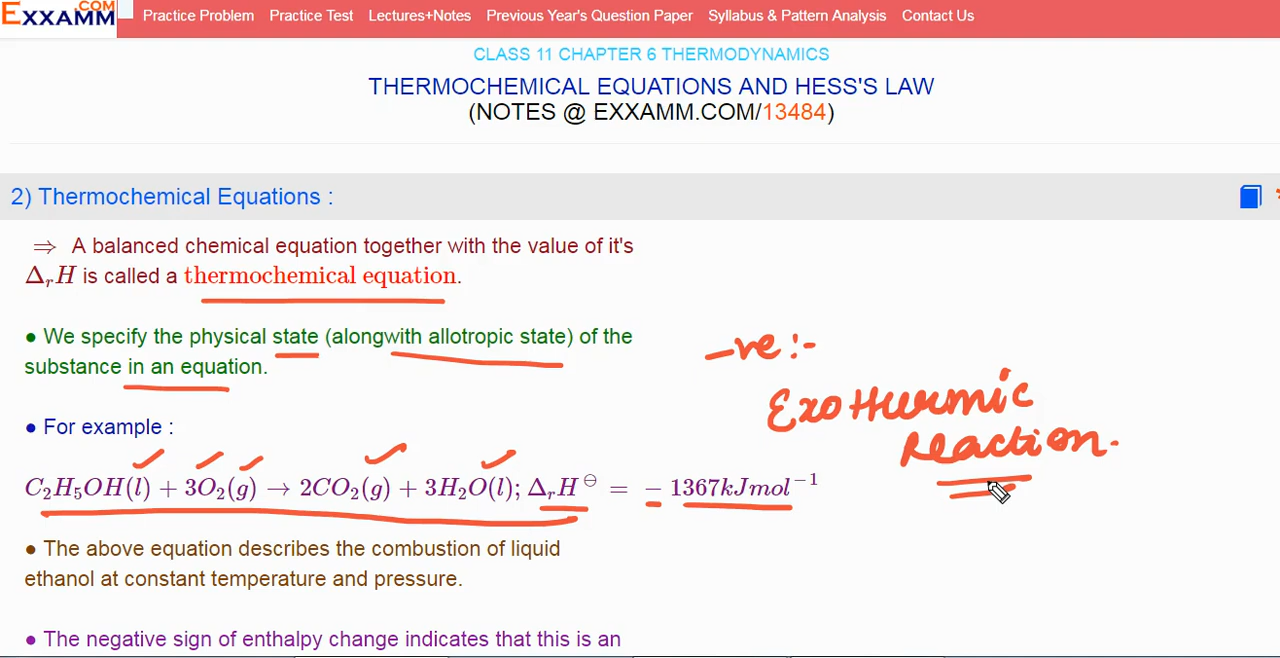 EXXAMM.COM
Practice Problem Practice Test Lectures+Notes Previous Year's Question Paper Syllabus & Pattern Analysis Contact Us
CLASS 11 CHAPTER 6 THERMODYNAMICS
THERMOCHEMICAL EQUATIONS AND HESS'S LAW
(NOTES @ EXXAMM.COM/13484)
2) Thermochemical Equations :
⇒ A balanced chemical equation together with the value of it's
Δ_rH is called a thermochemical equation.
● We specify the physical state (alongwith allotropic state) of the
substance in an equation.
-ve :-
Exothermic
Reaction.
● For example :
C₂H₅OH(l) + 3O₂(g) → 2CO₂(g) + 3H₂O(l); Δ_rH^⊖ = − 1367kJmol⁻¹
● The above equation describes the combustion of liquid
ethanol at constant temperature and pressure.
● The negative sign of enthalpy change indicates that this is an